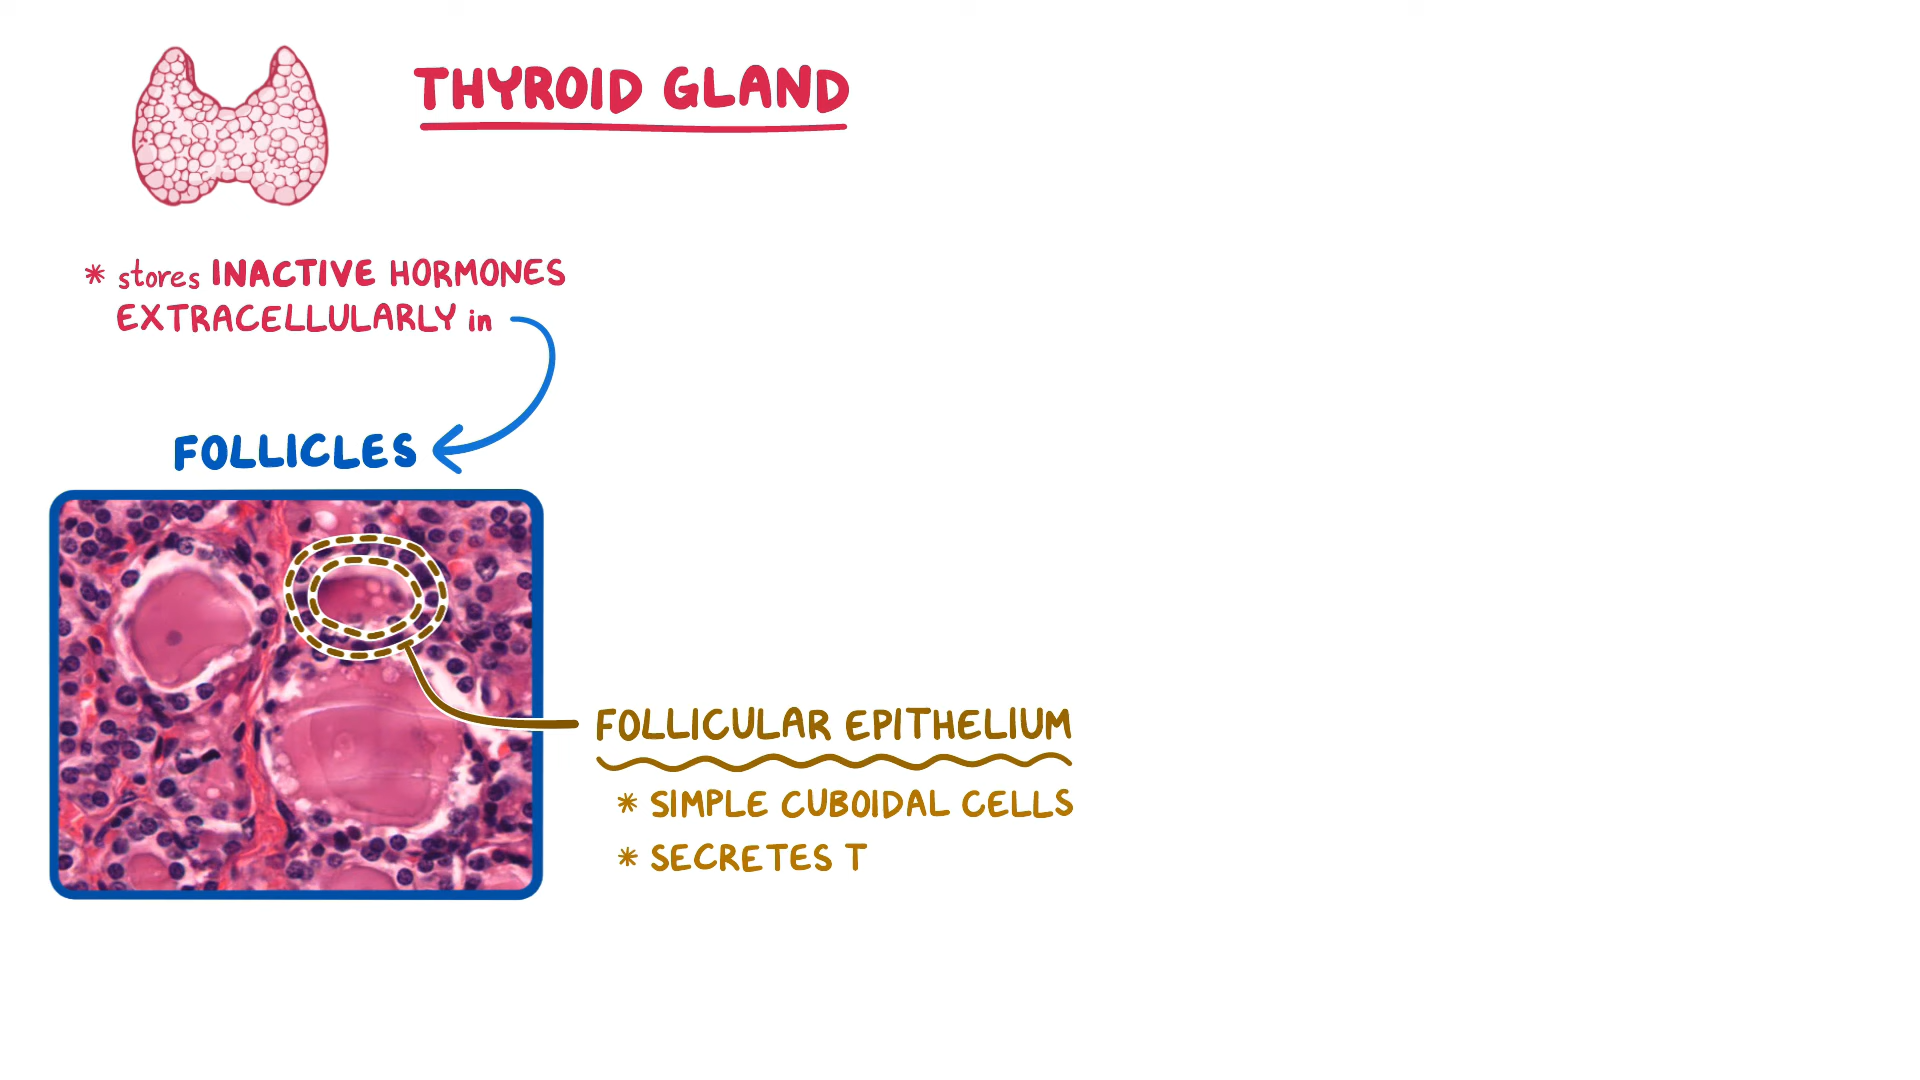 THYROID GLAND
* stores INACTIVE HORMONES
EXTRACELLULARLY in
FOLLICLES
FOLLICULAR EPITHELIUM
* SIMPLE CUBOIDAL CELLS
* SECRETES T